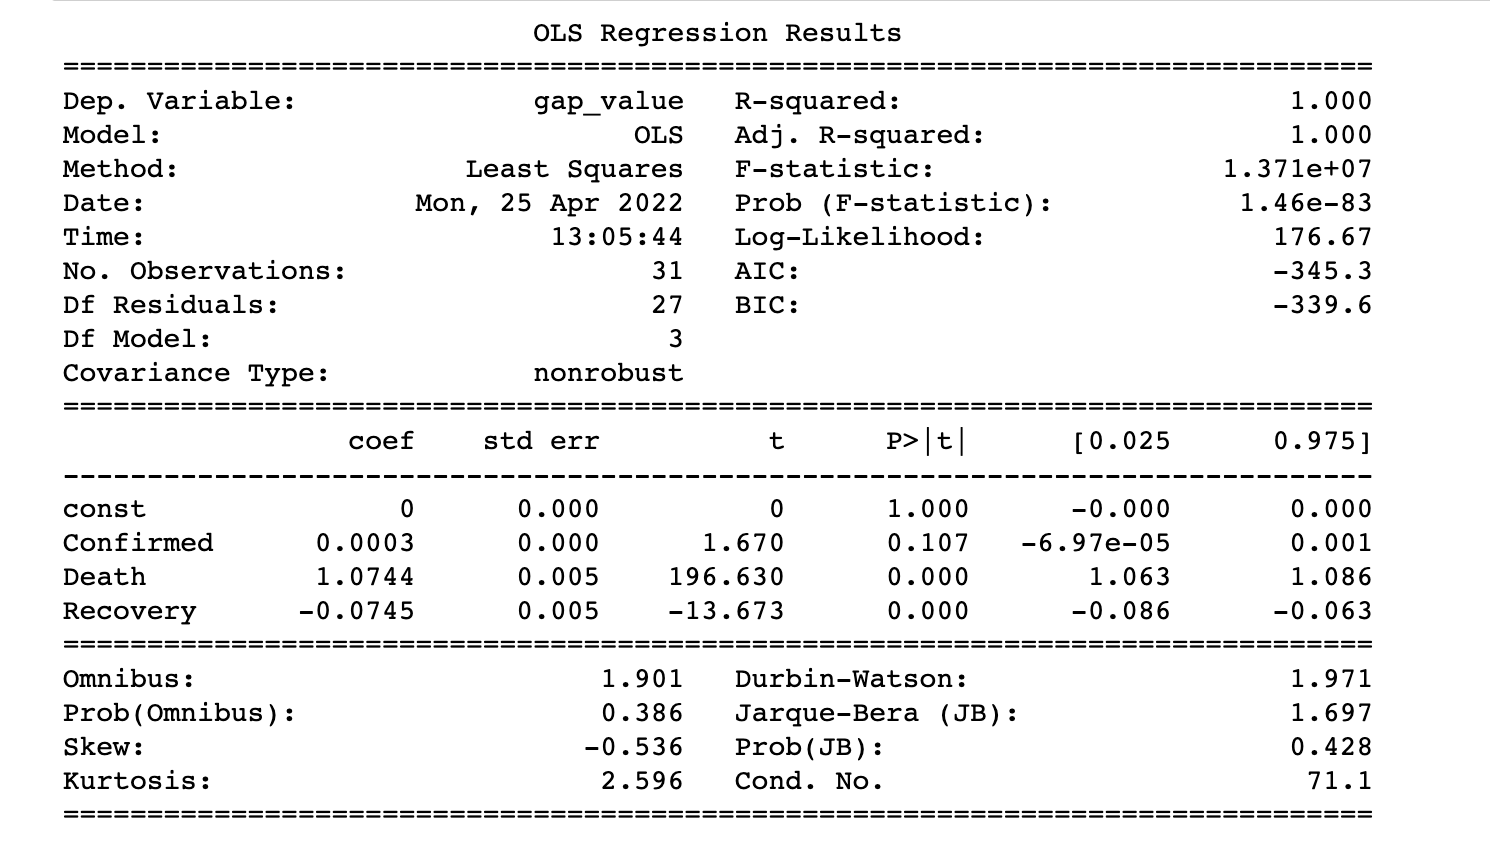 OLS Regression Results
==============================================================================
Dep. Variable: gap_value R-squared: 1.000
Model: OLS Adj. R-squared: 1.000
Method: Least Squares F-statistic: 1.371e+07
Date: Mon, 25 Apr 2022 Prob (F-statistic): 1.46e-83
Time: 13:05:44 Log-Likelihood: 176.67
No. Observations: 31 AIC: -345.3
Df Residuals: 27 BIC: -339.6
Df Model: 3
Covariance Type: nonrobust
==============================================================================
coef std err t P>|t| [0.025 0.975]
------------------------------------------------------------------------------
const 0 0.000 0 1.000 -0.000 0.000
Confirmed 0.0003 0.000 1.670 0.107 -6.97e-05 0.001
Death 1.0744 0.005 196.630 0.000 1.063 1.086
Recovery -0.0745 0.005 -13.673 0.000 -0.086 -0.063
==============================================================================
Omnibus: 1.901 Durbin-Watson: 1.971
Prob(Omnibus): 0.386 Jarque-Bera (JB): 1.697
Skew: -0.536 Prob(JB): 0.428
Kurtosis: 2.596 Cond. No. 71.1
==============================================================================